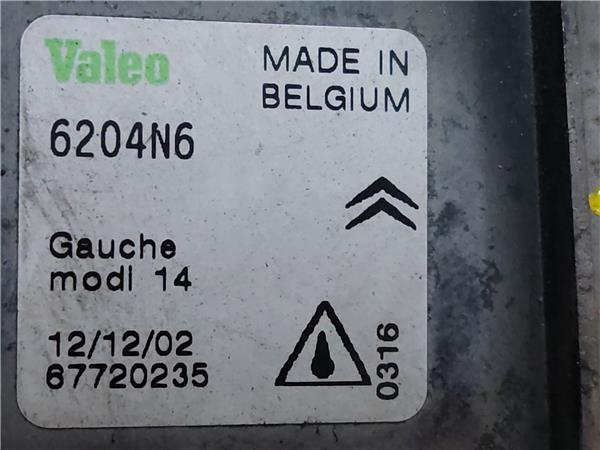 Valeo
MADE IN
BELGIUM
6204N6
Gauche
modi 14
12/12/02
67720235
0316